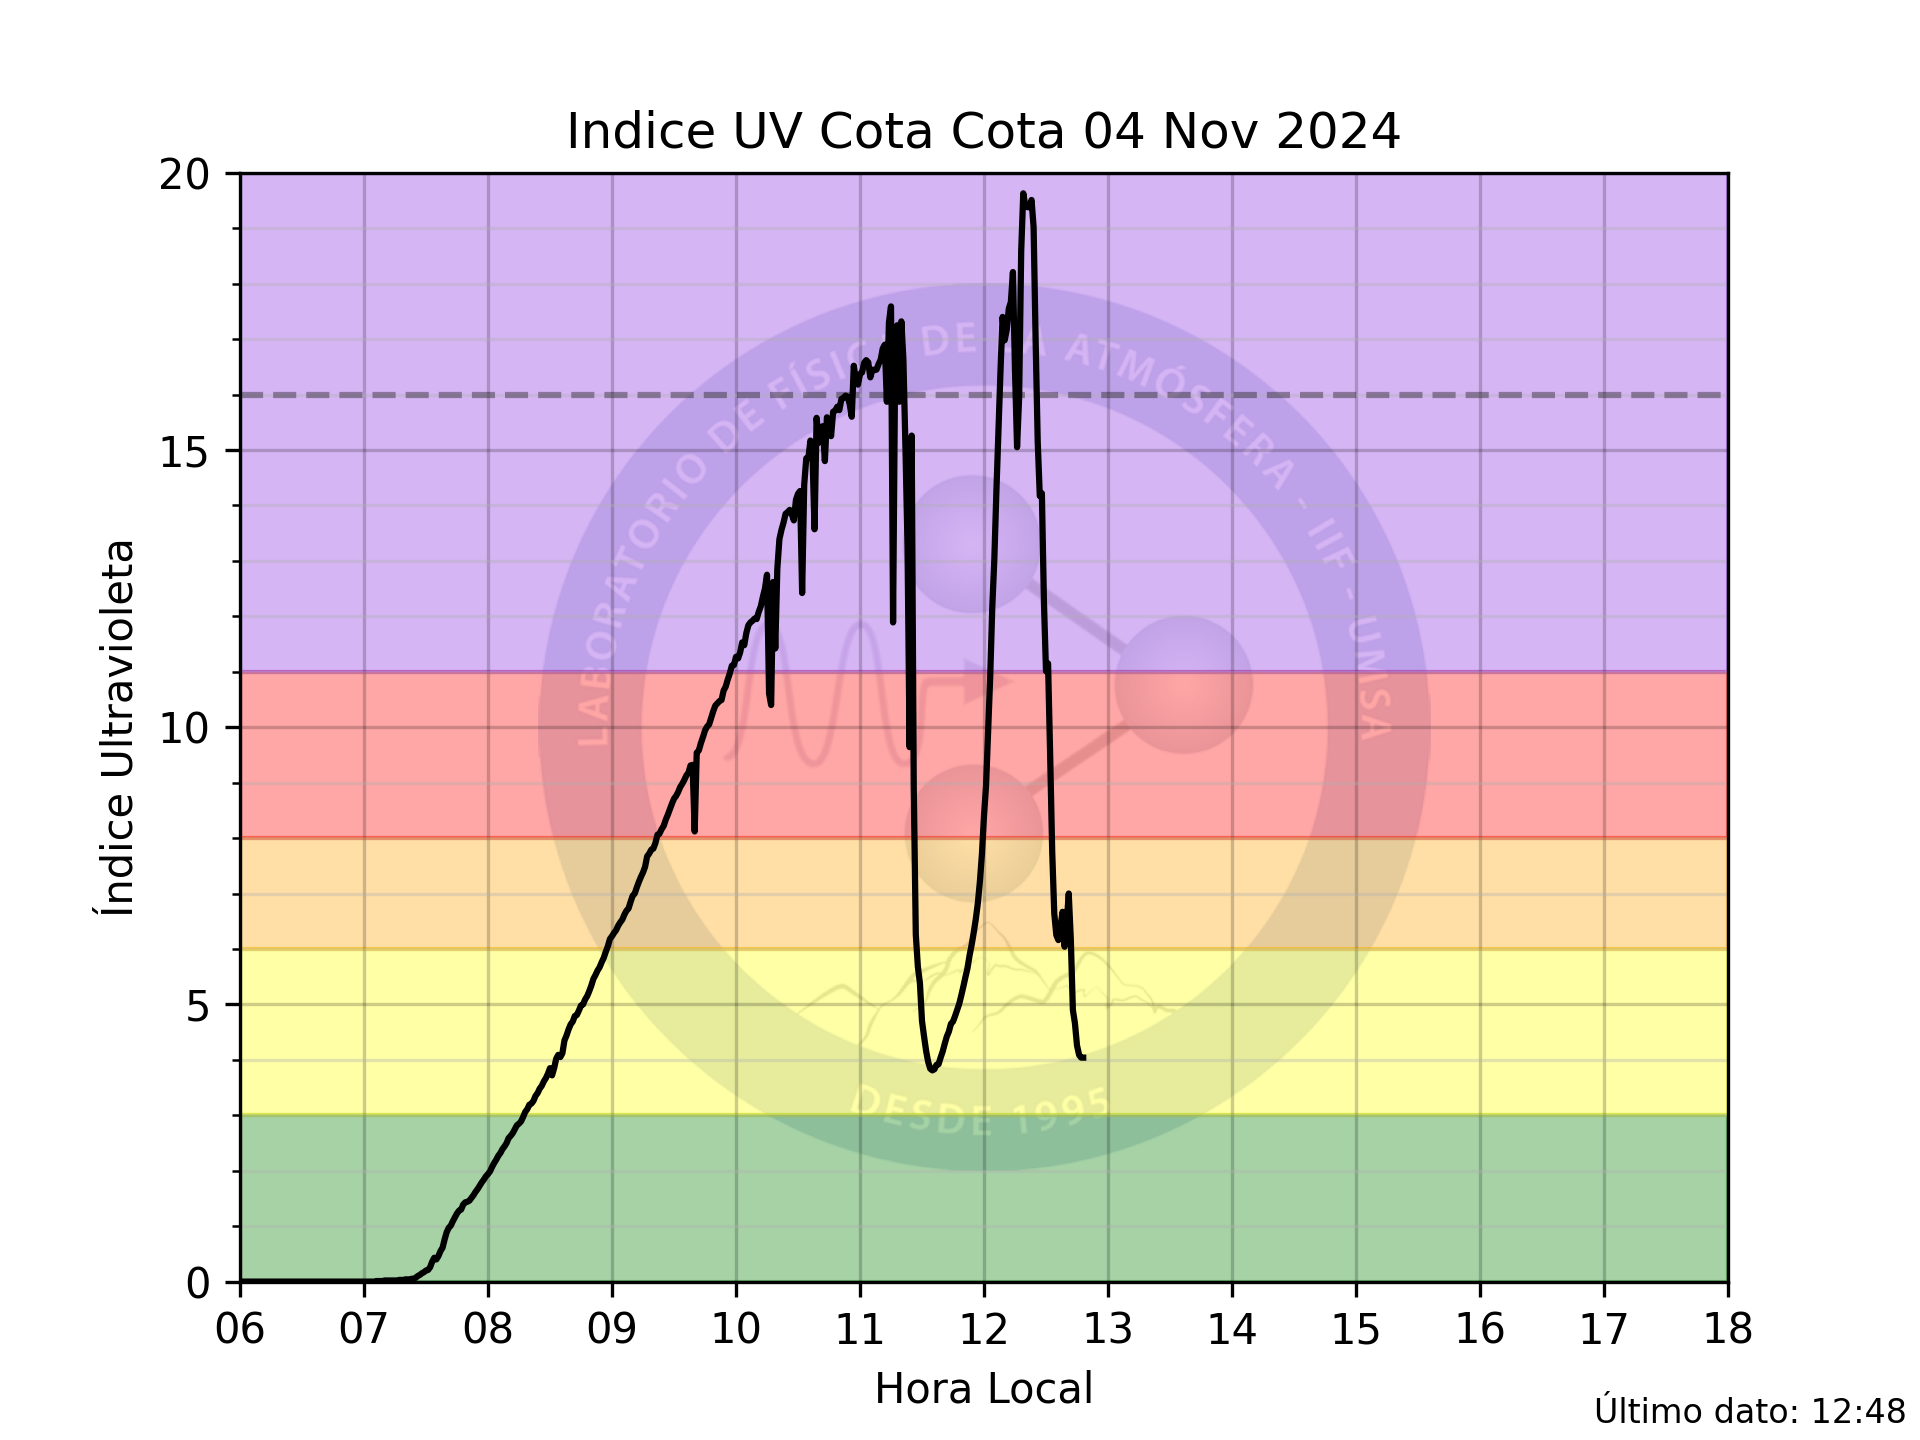 Indice UV Cota Cota 04 Nov 2024
Índice Ultravioleta
20
15
10
5
0
LABORATORIO DE FÍSICA DE LA ATMÓSFERA - IIF - UMSA
DESDE 1995
06 07 08 09 10 11 12 13 14 15 16 17 18
Hora Local
Último dato: 12:48